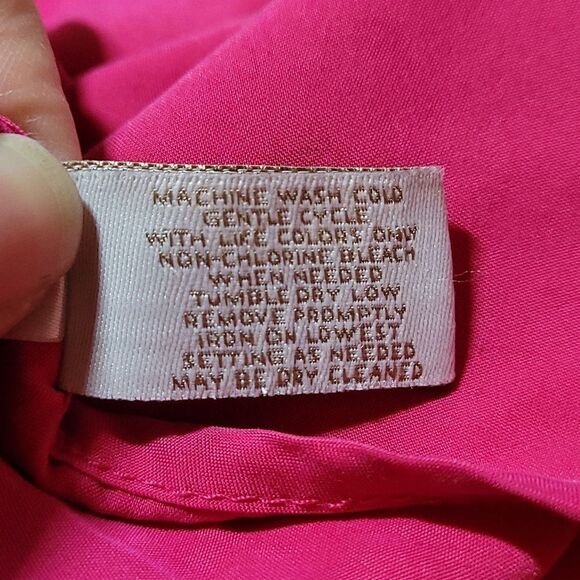 MACHINE WASH COLD
GENTLE CYCLE
WITH LIFE COLORS ONLY
NON-CHLORINE BLEACH
WHEN NEEDED
TUMBLE DRY LOW
REMOVE PROMPTLY
IRON ON LOWEST
SETTING AS NEEDED
MAY BE DRY CLEANED